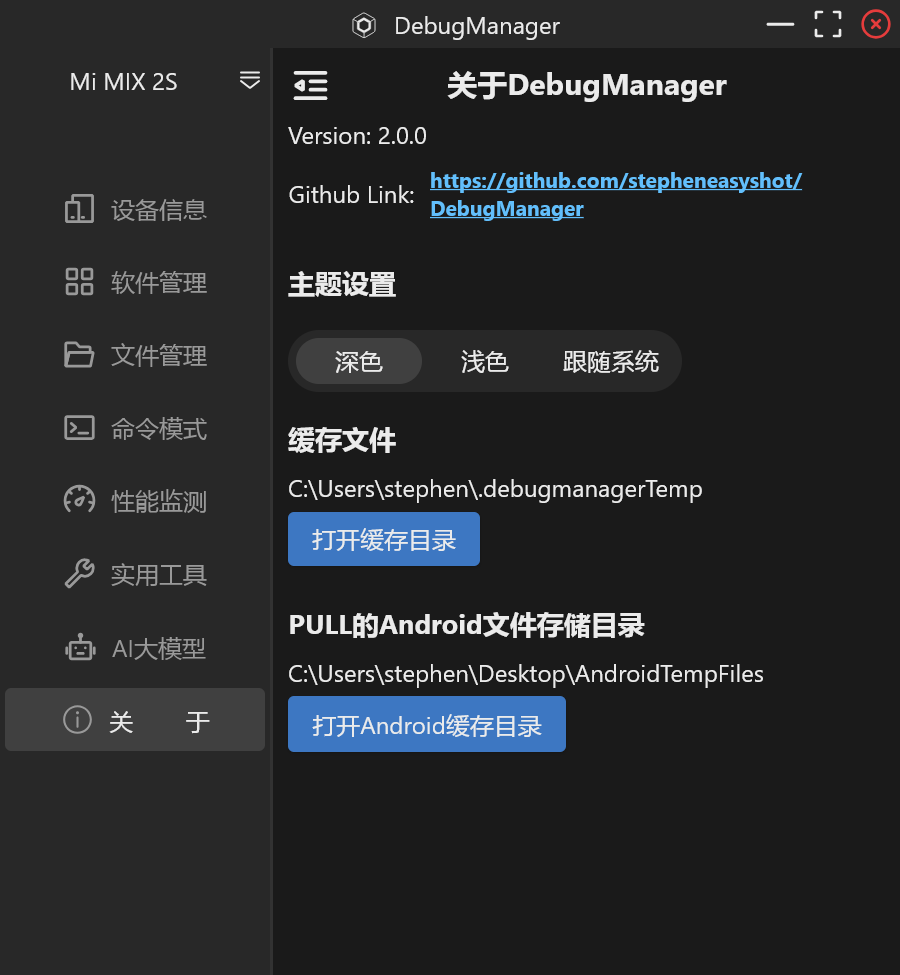 DebugManager
Mi MIX 2S
设备信息
软件管理
文件管理
命令模式
性能监测
实用工具
AI大模型
关 于
关于DebugManager
Version: 2.0.0
Github Link:
https://github.com/stepheneasyshot/
DebugManager
主题设置
深色 浅色 跟随系统
缓存文件
C:\Users\stephen\.debugmanagerTemp
打开缓存目录
PULL的Android文件存储目录
C:\Users\stephen\Desktop\AndroidTempFiles
打开Android缓存目录